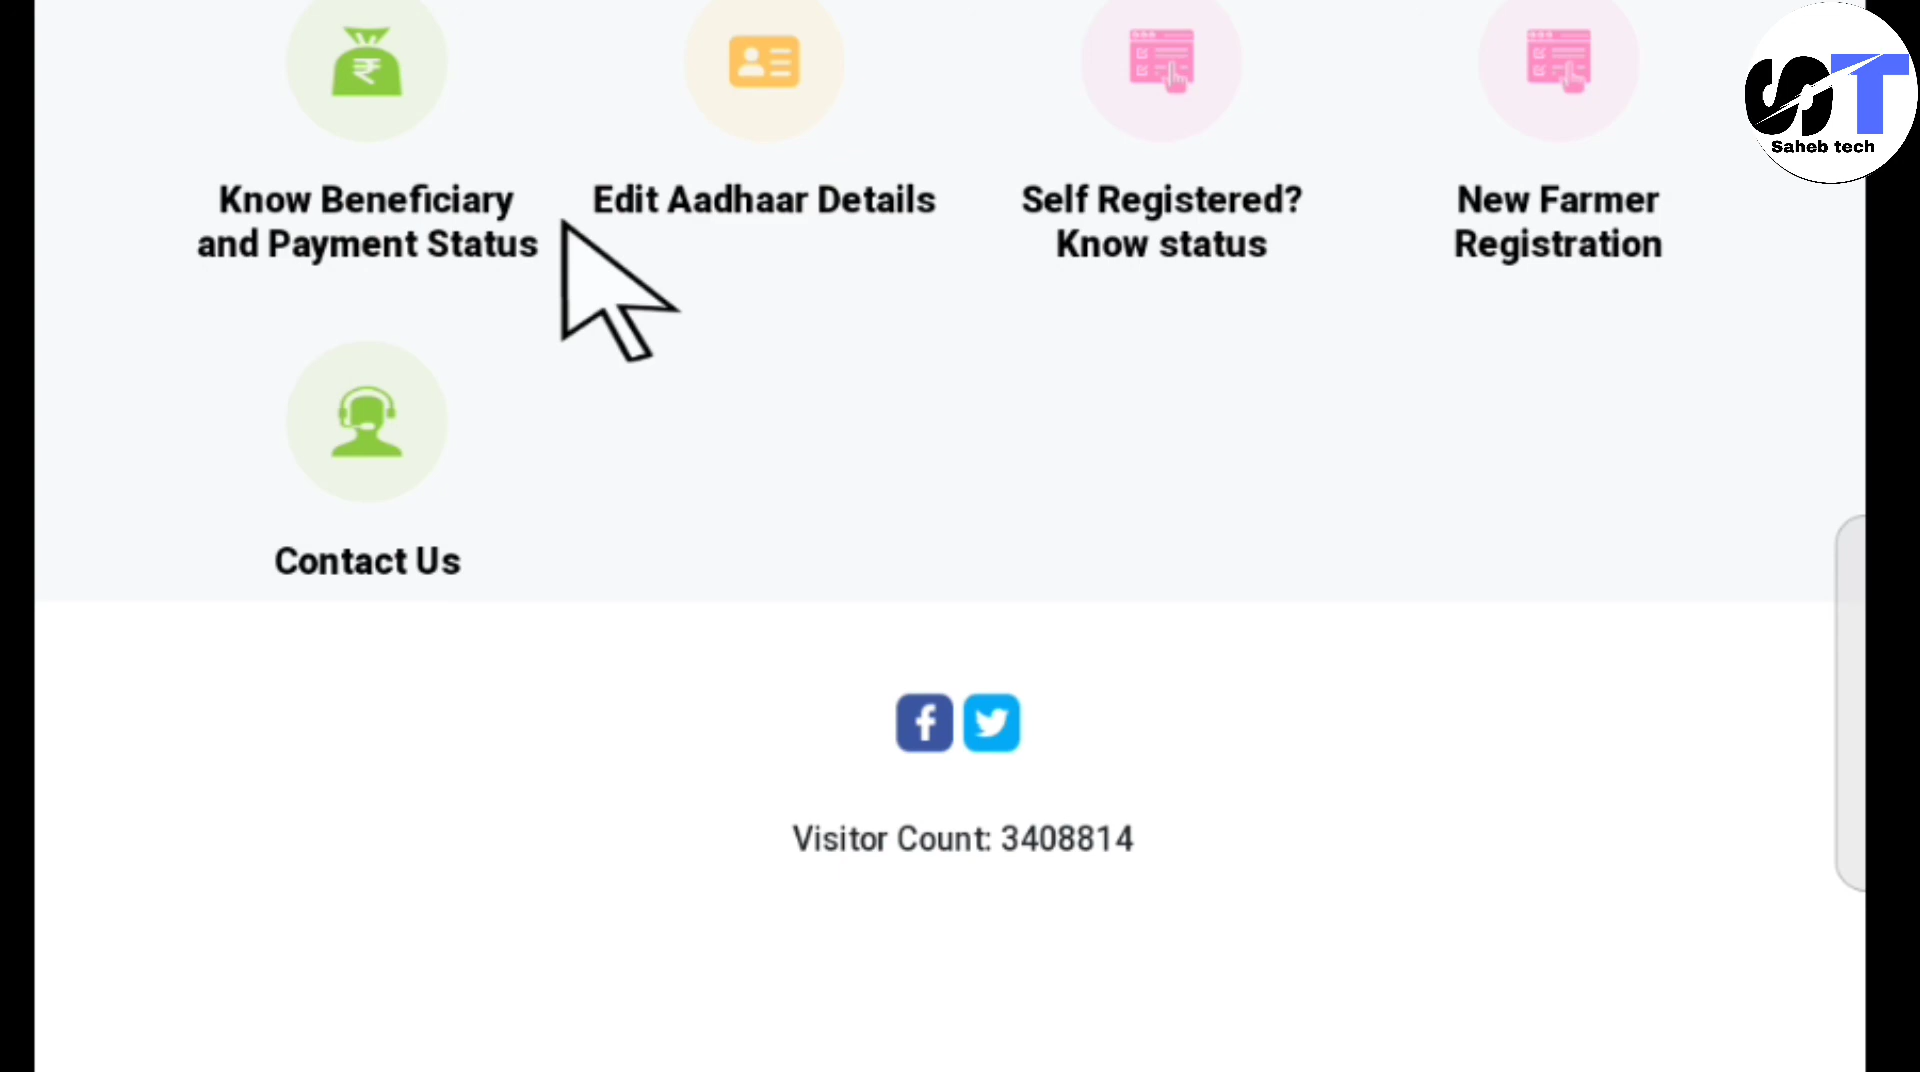 Know Beneficiary
and Payment Status
Edit Aadhaar Details
Self Registered?
Know status
New Farmer
Registration
ST
Saheb tech
Contact Us
Visitor Count: 3408814